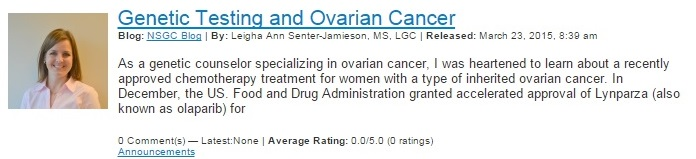 Genetic Testing and Ovarian Cancer
Blog: NSGC Blog | By: Leigha Ann Senter-Jamieson, MS, LGC | Released: March 23, 2015, 8:39 am
As a genetic counselor specializing in ovarian cancer, I was heartened to learn about a recently
approved chemotherapy treatment for women with a type of inherited ovarian cancer. In
December, the US. Food and Drug Administration granted accelerated approval of Lynparza (also
known as olaparib) for
0 Comment(s) — Latest:None | Average Rating: 0.0/5.0 (0 ratings)
Announcements